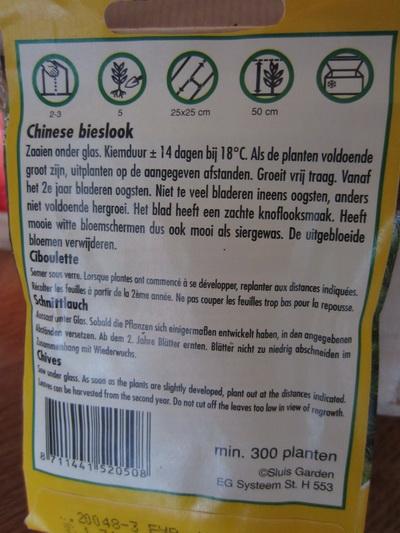 2-3 5 25x25 cm 50 cm
Chinese bieslook
Zaaien onder glas. Kiemduur ± 14 dagen bij 18°C. Als de planten voldoende
groot zijn, uitplanten op de aangegeven afstanden. Groeit vrij traag. Vanaf
het 2e jaar bladeren oogsten. Niet te veel bladeren ineens oogsten, anders
niet voldoende hergroei. Het blad heeft een zachte knoflooksmaak. Heeft
mooie witte bloemschermen dus ook mooi als siergewas. De uitgebloeide
bloemen verwijderen.
Ciboulette
Semer sous verre. Lorsque plantes ont commencé à se développer, replanter aux distances indiquées.
Récolter les feuilles à partir de la 2ème année. Ne pas couper les feuilles trop bas pour la repousse.
Schnittlauch
Aussaat unter Glas. Sobald die Pflanzen sich einigermaßen entwickelt haben, in den angegebenen
Abständen versetzen. Ab dem 2. Jahre Blätter ernten. Blätter nicht zu niedrig abschneiden im
Zusammenhang mit Wiederwuchs.
Chives
Sow under glass. As soon as the plants are slightly developed, plant out at the distances indicated.
Leaves can be harvested from the second year. Do not cut off the leaves too low in view of regrowth.
8 711441 520508
min. 300 planten
©Sluis Garden
EG Systeem St. H 553
20048-3